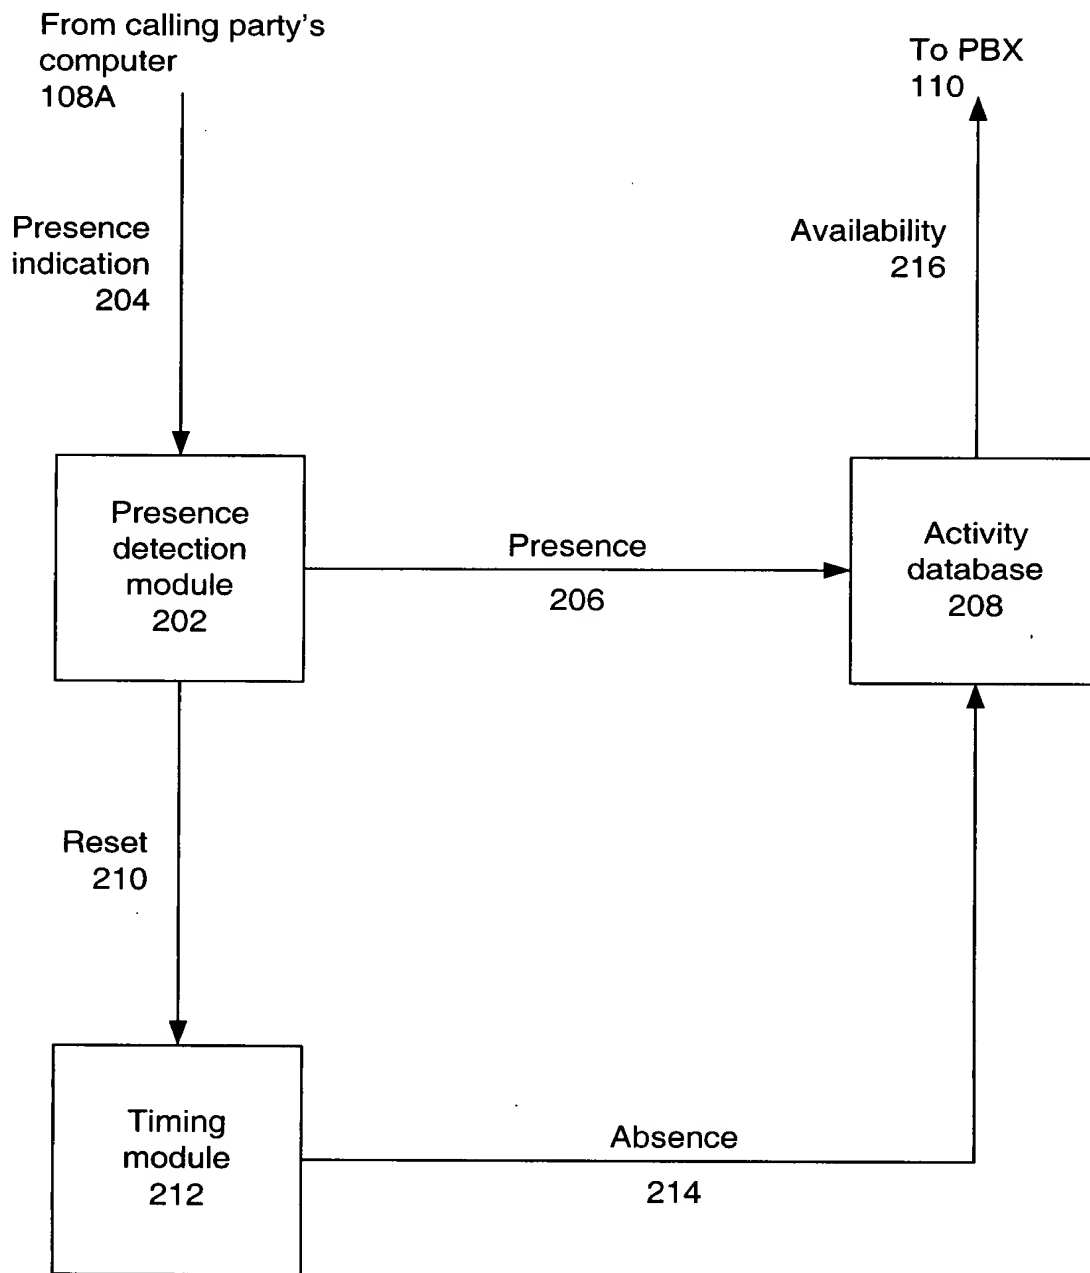 From calling party's
computer
108A
To PBX
110
Presence
indication
204
Availability
216
Presence
detection
module
202
Presence
206
Activity
database
208
Reset
210
Timing
module
212
Absence
214